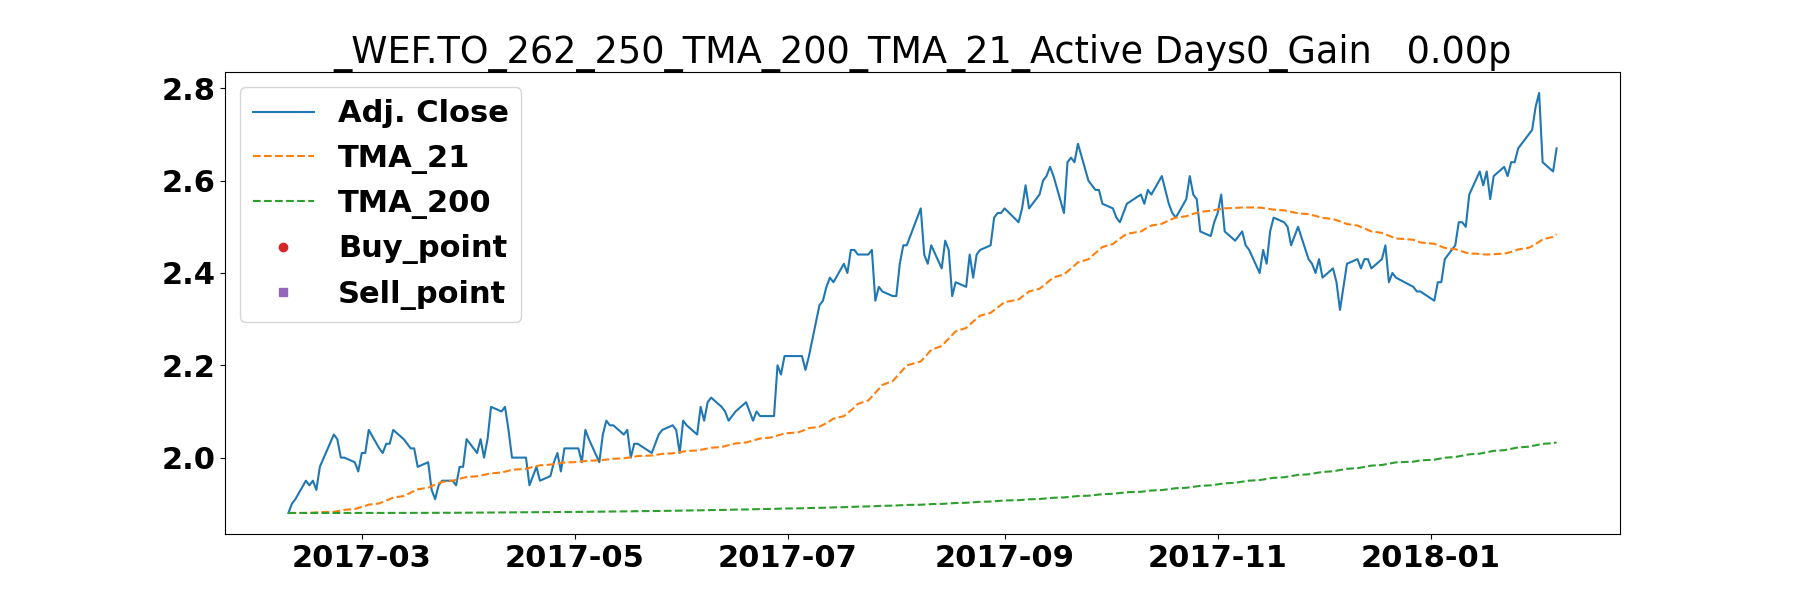 _WEF.TO_262_250_TMA_200_TMA_21_Active Days0_Gain   0.00p
2.8
2.6
2.4
2.2
2.0
Adj. Close
TMA_21
TMA_200
Buy_point
Sell_point
2017-03 2017-05 2017-07 2017-09 2017-11 2018-01